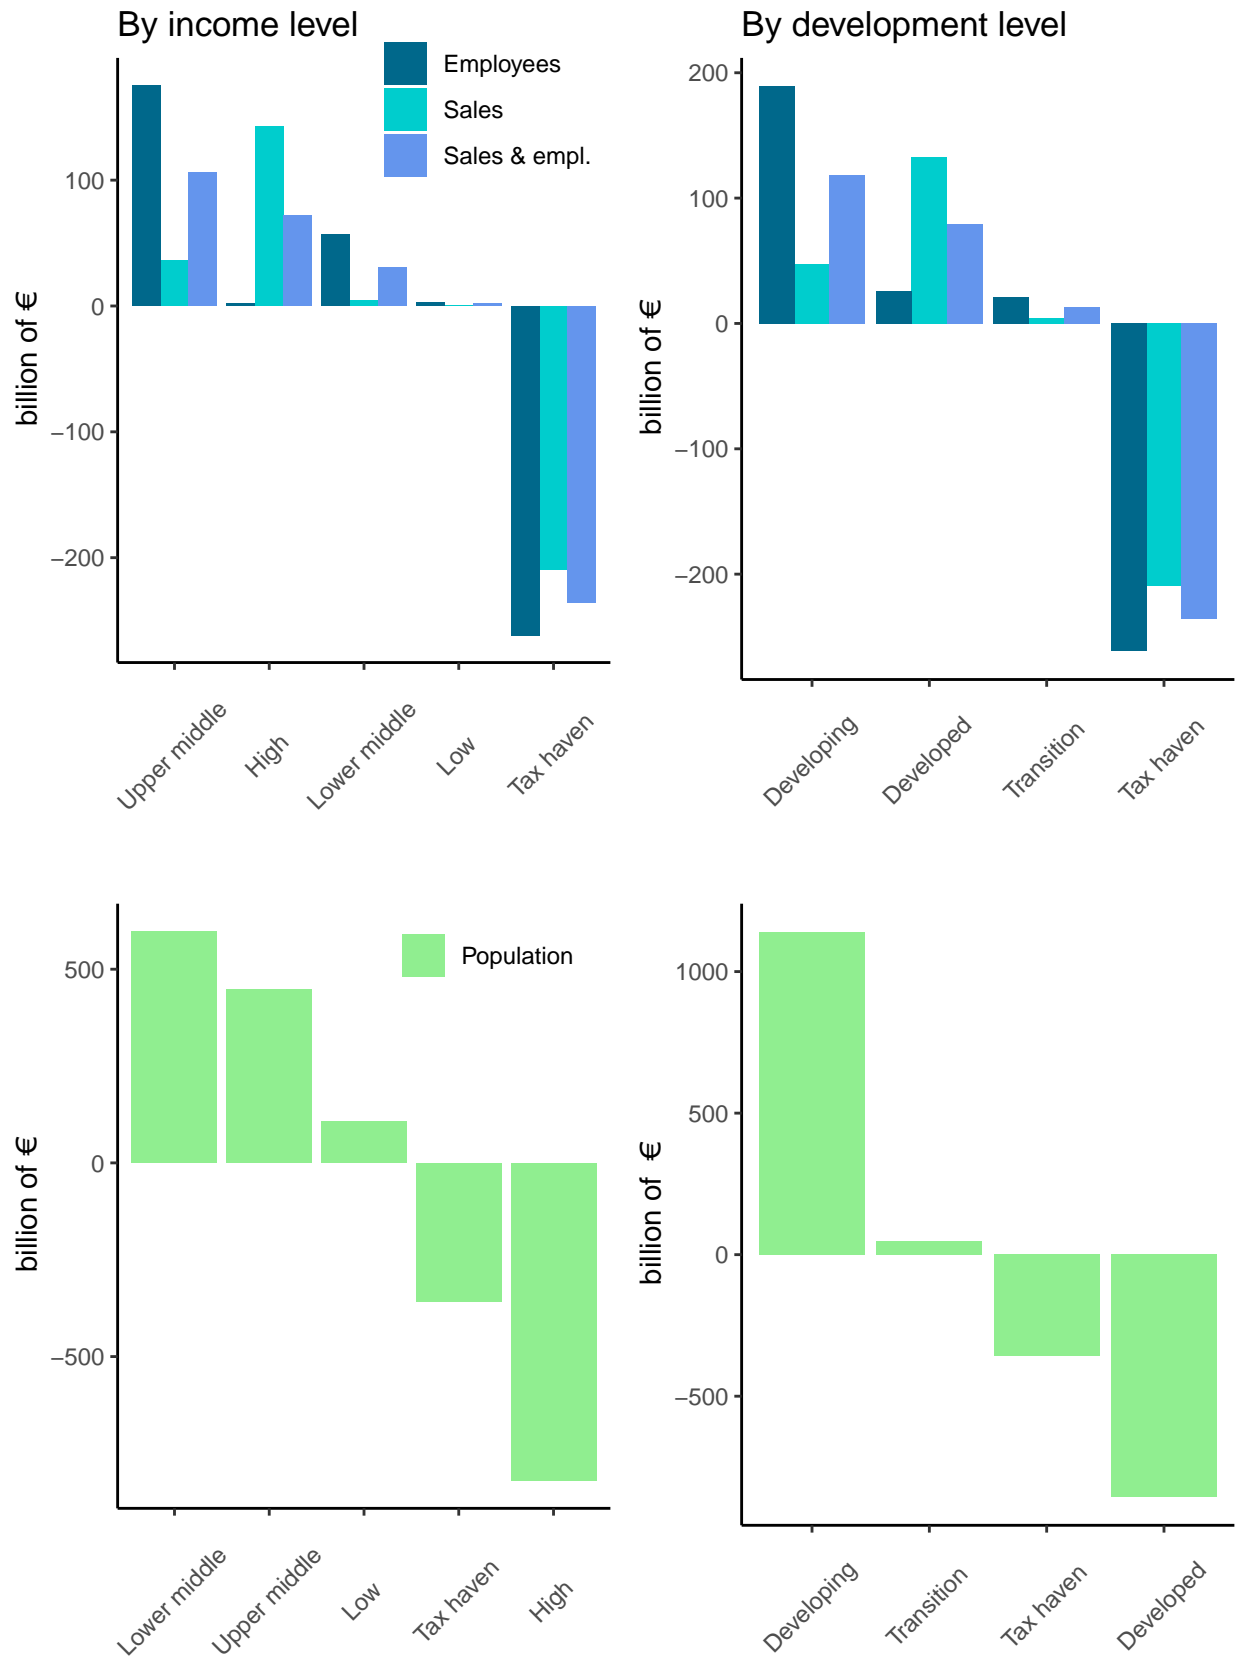 By income level
Employees
Sales
Sales & empl.
billion of €
100
0
−100
−200
Upper middle
High
Lower middle
Low
Tax haven
By development level
billion of €
200
100
0
−100
−200
Developing
Developed
Transition
Tax haven
Population
billion of €
500
0
−500
Lower middle
Upper middle
Low
Tax haven
High
billion of €
1000
500
0
−500
Developing
Transition
Tax haven
Developed